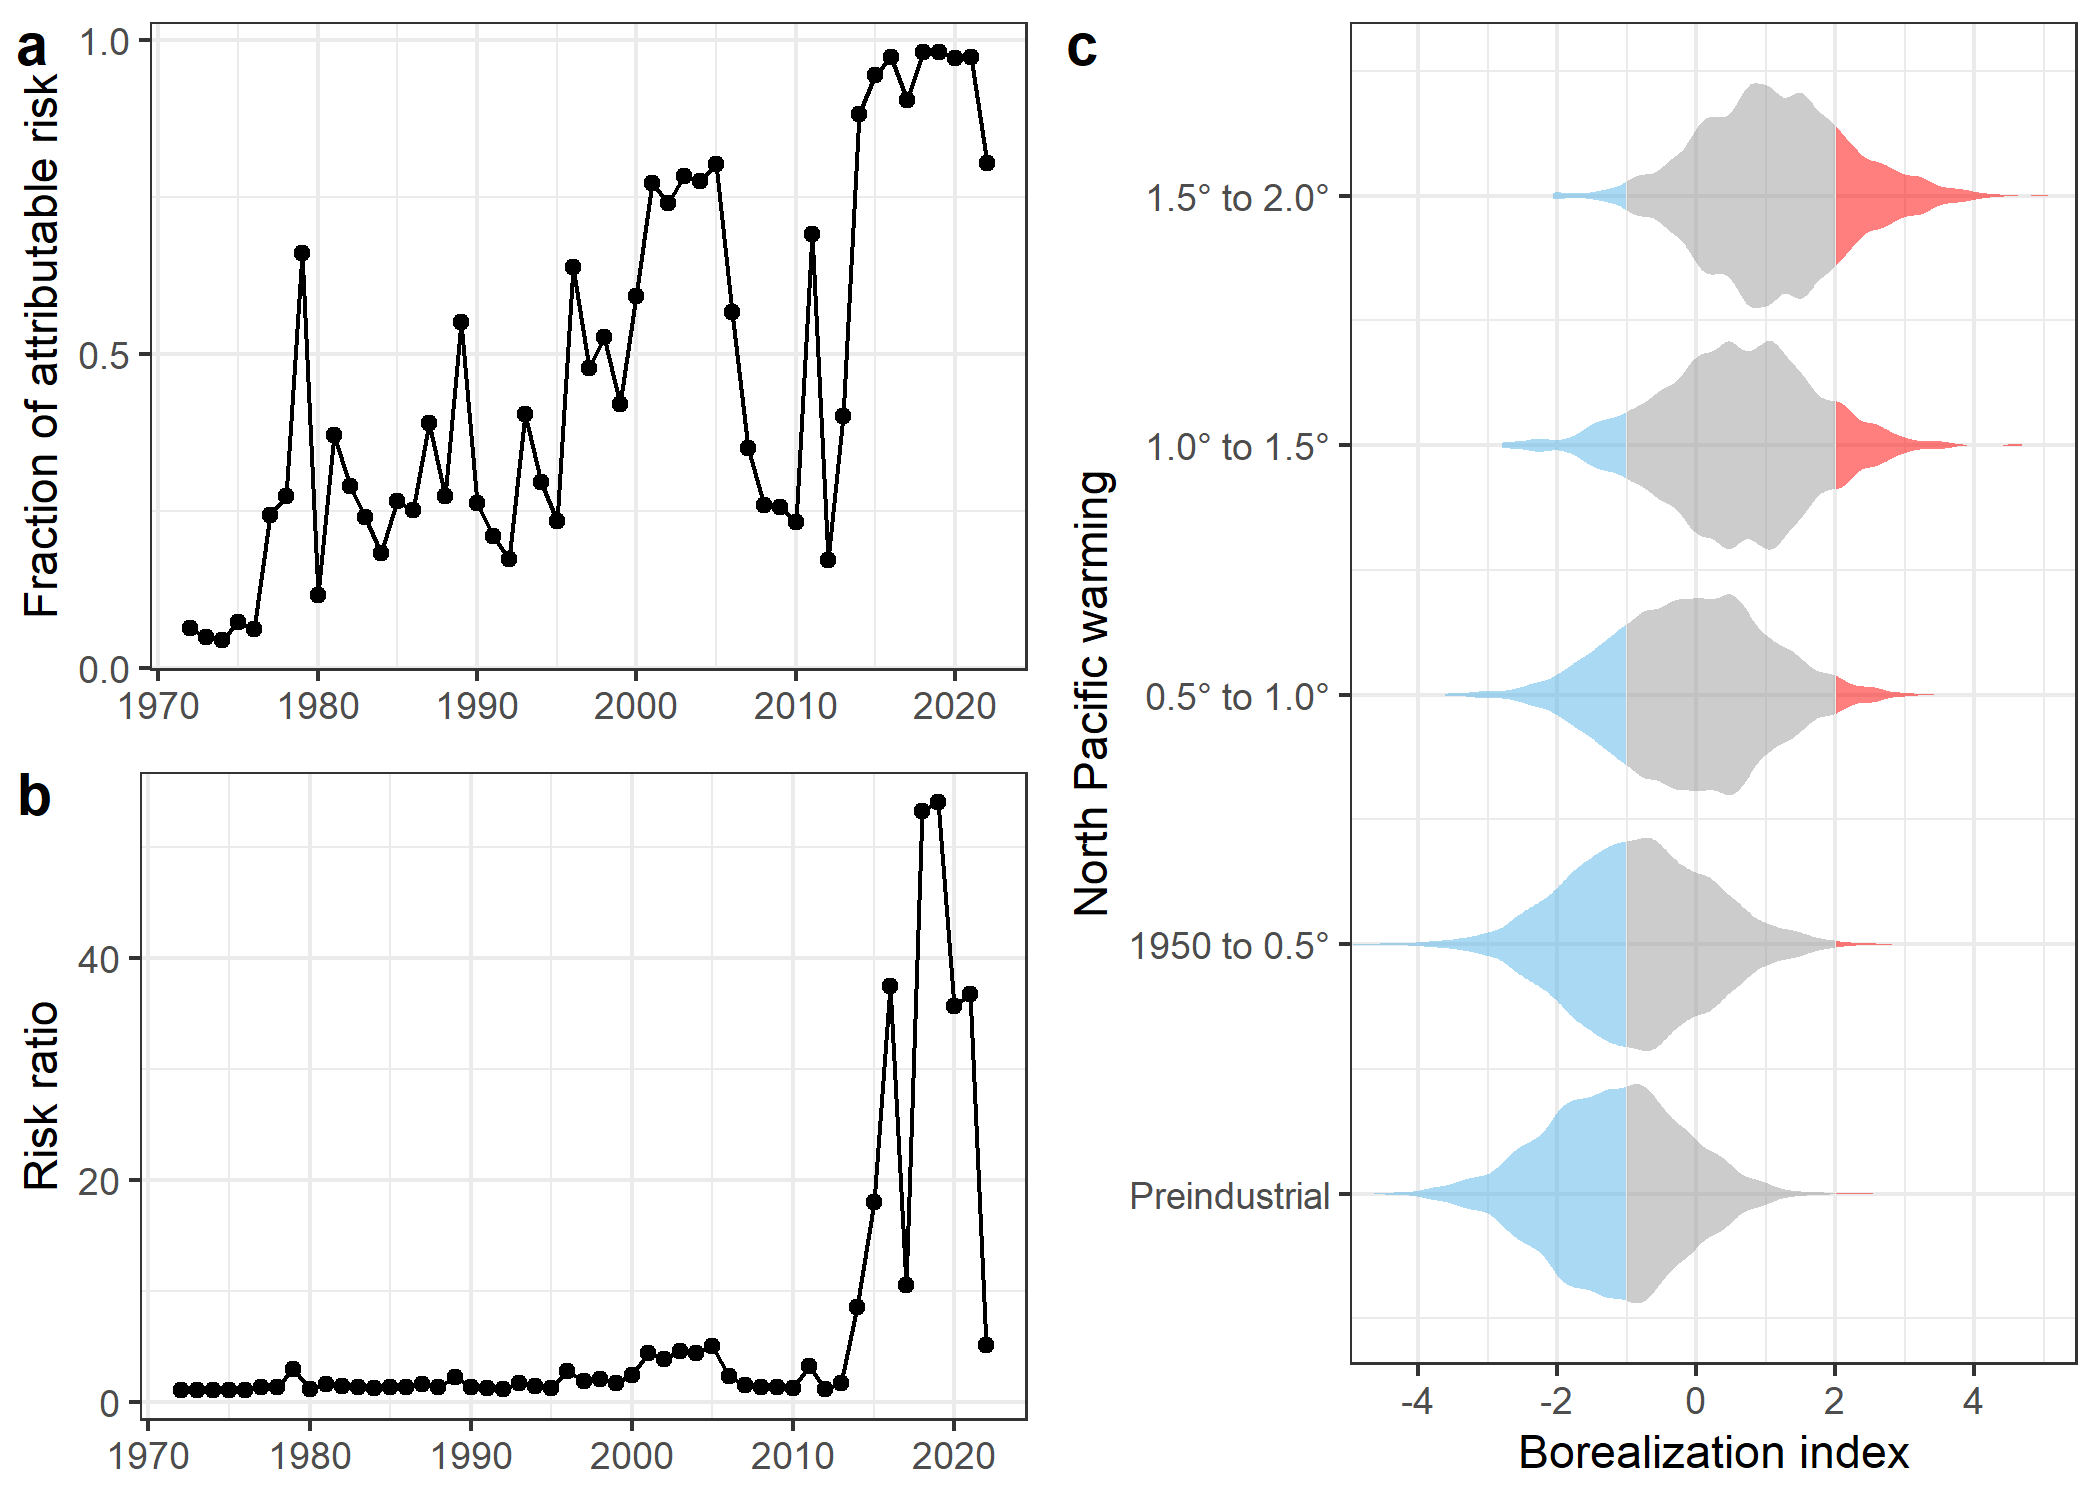 a
Fraction of attributable risk
1.0
0.5
0.0
1970 1980 1990 2000 2010 2020
b
Risk ratio
40
20
0
1970 1980 1990 2000 2010 2020
c
North Pacific warming
1.5° to 2.0°
1.0° to 1.5°
0.5° to 1.0°
1950 to 0.5°
Preindustrial
-4 -2 0 2 4
Borealization index